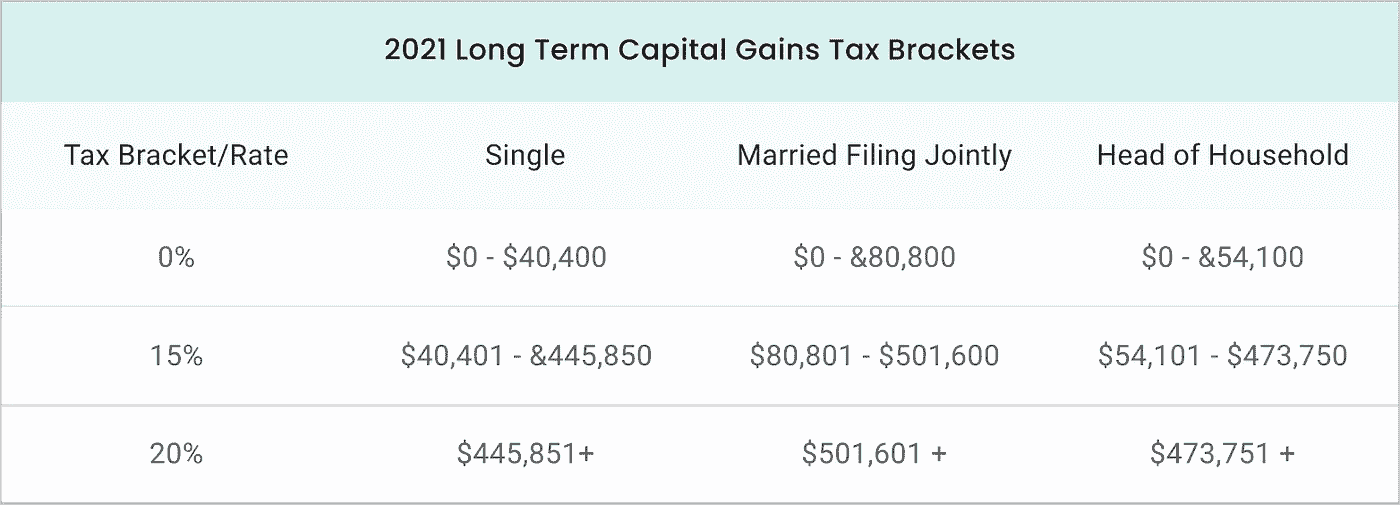 2021 Long Term Capital Gains Tax Brackets
Tax Bracket/Rate Single Married Filing Jointly Head of Household
0% $0 - $40,400 $0 - &80,800 $0 - &54,100
15% $40,401 - &445,850 $80,801 - $501,600 $54,101 - $473,750
20% $445,851+ $501,601 + $473,751 +